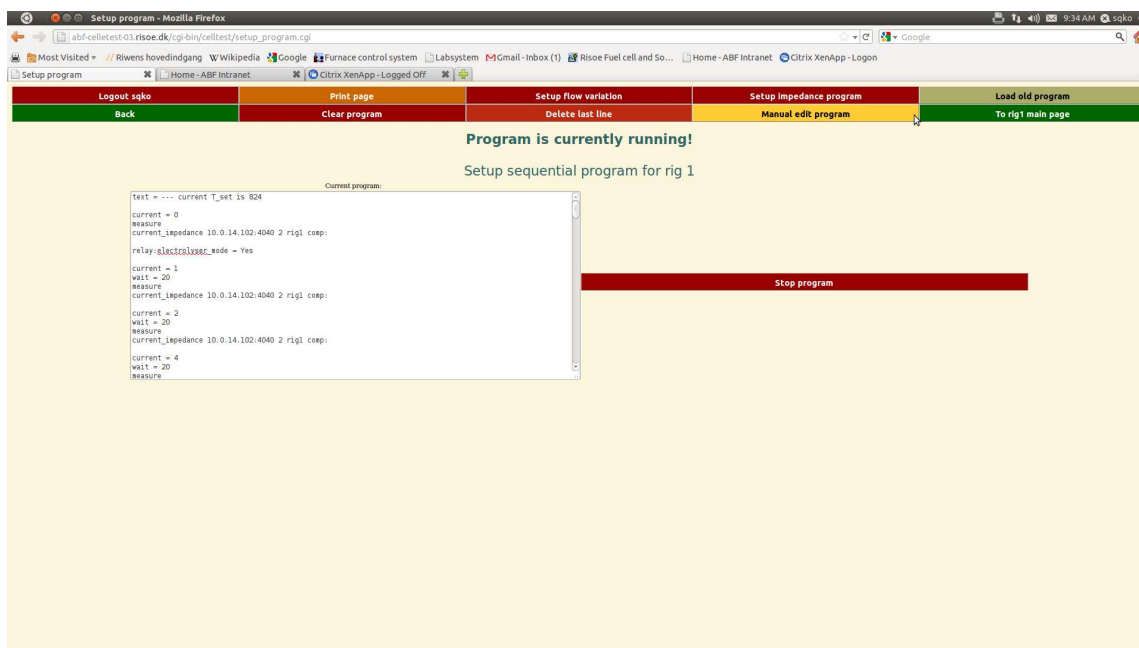 Setup program - Mozilla Firefox
9:34 AM sqko
abf-celletest-03.risoe.dk/cgi-bin/celltest/setup_program.cgi
Google
Most Visited // Riwens hovedindgang W Wikipedia Google Furnace control system Labsystem Gmail - Inbox (1) Risoe Fuel cell and So... Home - ABF Intranet Citrix XenApp - Logon
Setup program Home - ABF Intranet Citrix XenApp - Logged Off
Logout sqko Print page Setup flow variation Setup impedance program Load old program
Back Clear program Delete last line Manual edit program To rig1 main page
Program is currently running!
Setup sequential program for rig 1
Current program:
text = --- current T_set is 824
current = 0
measure
current_impedance 10.0.14.102:4040 2 rig1 comp:
relay:electrolyser_mode = Yes
current = 1
wait = 20
measure
current_impedance 10.0.14.102:4040 2 rig1 comp:
Stop program
current = 2
wait = 20
measure
current_impedance 10.0.14.102:4040 2 rig1 comp:
current = 4
wait = 20
measure